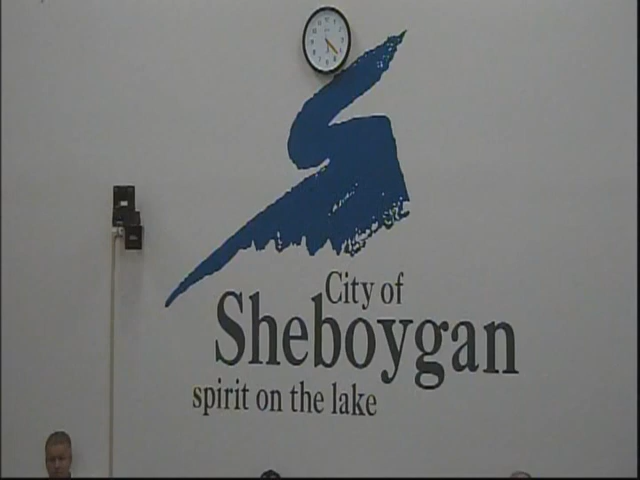 City of
Sheboygan
spirit on the lake